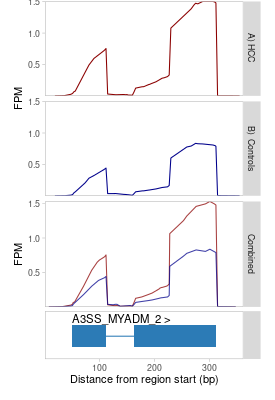 1.5
1.0
0.5
FPM
A) HCC
1.5
1.0
0.5
B) Controls
1.5
1.0
0.5
FPM
Combined
A3SS_MYADM_2 >
100
200
300
Distance from region start (bp)